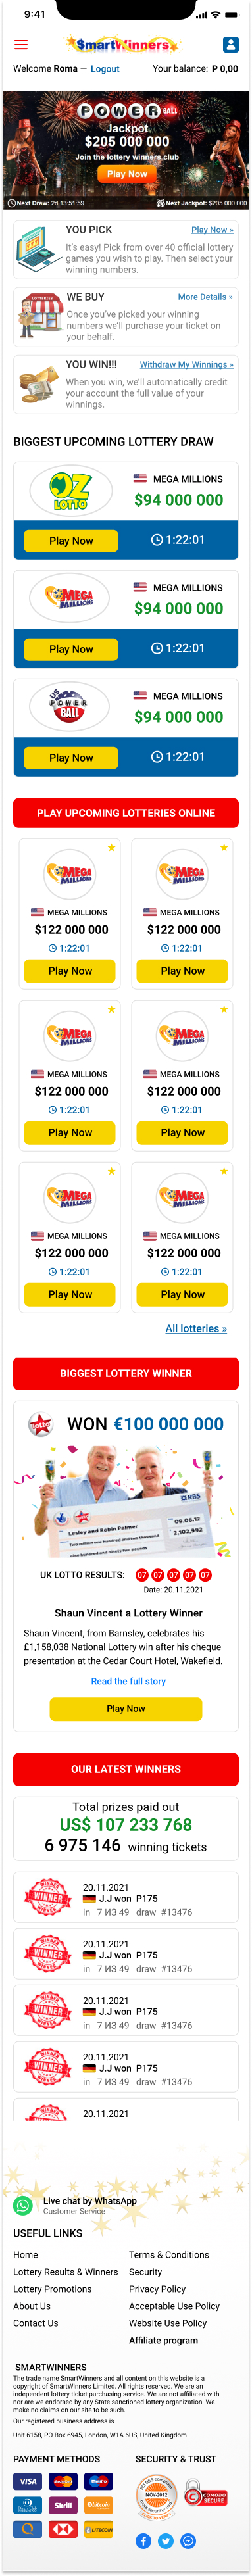 9:41
$martWinners
Welcome Roma — Logout
Your balance: P 0,00
POWERBALL
Jackpot
$205 000 000
Join the lottery winners club
Play Now
Next Draw: 2d 13:51:59
Next Jackpot: $205 000 000
YOU PICK
Play Now »
It's easy! Pick from over 40 official lottery
games you wish to play. Then select your
winning numbers.
WE BUY
More Details »
Once you've picked your winning
numbers we'll purchase your ticket on
your behalf.
YOU WIN!!!
Withdraw My Winnings »
When you win, we'll automatically credit
your account the full value of your
winnings.
BIGGEST UPCOMING LOTTERY DRAW
OZ
LOTTO
MEGA MILLIONS
$94 000 000
Play Now
1:22:01
MEGA
MILLIONS
MEGA MILLIONS
$94 000 000
Play Now
1:22:01
US
POWER
BALL
MEGA MILLIONS
$94 000 000
Play Now
1:22:01
PLAY UPCOMING LOTTERIES ONLINE
MEGA
MILLIONS
MEGA MILLIONS
$122 000 000
1:22:01
Play Now
MEGA
MILLIONS
MEGA MILLIONS
$122 000 000
1:22:01
Play Now
MEGA
MILLIONS
MEGA MILLIONS
$122 000 000
1:22:01
Play Now
MEGA
MILLIONS
MEGA MILLIONS
$122 000 000
1:22:01
Play Now
MEGA
MILLIONS
MEGA MILLIONS
$122 000 000
1:22:01
Play Now
MEGA
MILLIONS
MEGA MILLIONS
$122 000 000
1:22:01
Play Now
All lotteries »
BIGGEST LOTTERY WINNER
Lotto
WON €100 000 000
RBS
09.06.12
Lesley and Robin Palmer
2,103,992
UK LOTTO RESULTS: 07 07 07 07 07
Date: 20.11.2021
Shaun Vincent a Lottery Winner
Shaun Vincent, from Barnsley, celebrates his
£1,158,038 National Lottery win after his cheque
presentation at the Cedar Court Hotel, Wakefield.
Read the full story
Play Now
OUR LATEST WINNERS
Total prizes paid out
US$ 107 233 768
6 975 146 winning tickets
WINNER
20.11.2021
J.J won P175
in 7 ИЗ 49 draw #13476
WINNER
20.11.2021
J.J won P175
in 7 ИЗ 49 draw #13476
WINNER
20.11.2021
J.J won P175
in 7 ИЗ 49 draw #13476
WINNER
20.11.2021
J.J won P175
in 7 ИЗ 49 draw #13476
20.11.2021
Live chat by WhatsApp
Customer Service
USEFUL LINKS
Home
Lottery Results & Winners
Lottery Promotions
About Us
Contact Us
Terms & Conditions
Security
Privacy Policy
Acceptable Use Policy
Website Use Policy
Affiliate program
SMARTWINNERS
The trade name SmartWinners and all content on this website is a
copyright of SmartWinners Limited. All rights reserved. We are an
independent lottery ticket purchasing service. We are not affiliated with
nor are we endorsed by any State sanctioned lottery organization. We
make no claims on our site to be such.
Our registered business address is
Unit 6158, PO Box 6945, London, W1A 6US, United Kingdom.
PAYMENT METHODS
VISA
Skrill
bitcoin
LITECOIN
SECURITY & TRUST
NOV-2012
COMODO
SECURE